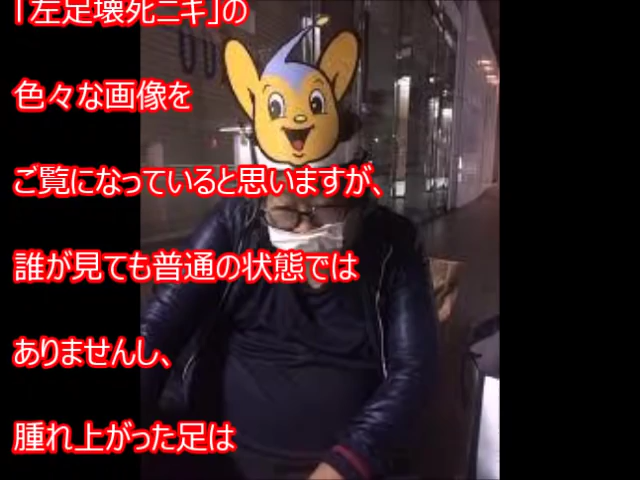 「左足壊死ニキ」の
色々な画像を
ご覧になっていると思いますが、
誰が見ても普通の状態では
ありませんし、
腫れ上がった足は